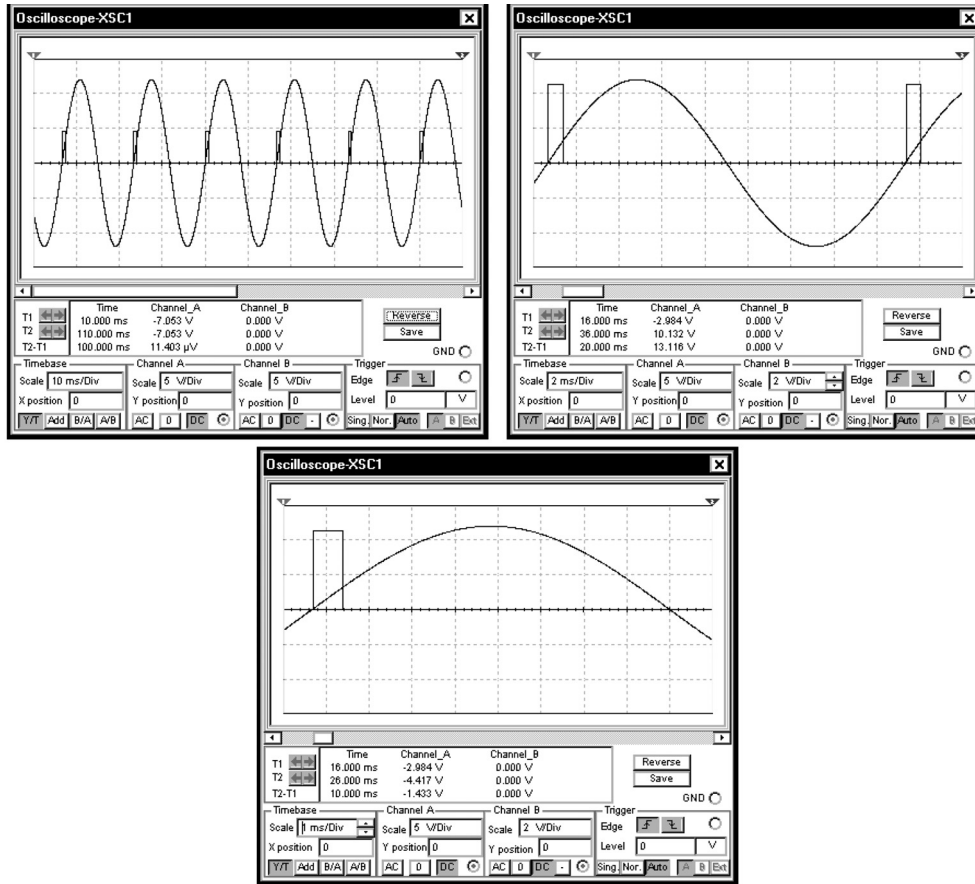 Oscilloscope-XSC1
Time Channel_A Channel_B
T1 10.000 ms -7.053 V 0.000 V
T2 110.000 ms -7.053 V 0.000 V
T2-T1 100.000 ms 11.403 µV 0.000 V
Reverse
Save
GND
Timebase Channel A Channel B Trigger
Scale 10 ms/Div Scale 5 V/Div Scale 5 V/Div Edge
X position 0 Y position 0 Y position 0 Level 0 V
Y/T Add B/A A/B AC 0 DC AC 0 DC - Sing. Nor. Auto A B Ext
Oscilloscope-XSC1
Time Channel_A Channel_B
T1 16.000 ms -2.984 V 0.000 V
T2 36.000 ms 10.132 V 0.000 V
T2-T1 20.000 ms 13.116 V 0.000 V
Reverse
Save
GND
Timebase Channel A Channel B Trigger
Scale 2 ms/Div Scale 5 V/Div Scale 2 V/Div Edge
X position 0 Y position 0 Y position 0 Level 0 V
Y/T Add B/A A/B AC 0 DC AC 0 DC - Sing. Nor. Auto A B Ext
Oscilloscope-XSC1
Time Channel_A Channel_B
T1 16.000 ms -2.984 V 0.000 V
T2 26.000 ms -4.417 V 0.000 V
T2-T1 10.000 ms -1.433 V 0.000 V
Reverse
Save
GND
Timebase Channel A Channel B Trigger
Scale 1 ms/Div Scale 5 V/Div Scale 2 V/Div Edge
X position 0 Y position 0 Y position 0 Level 0 V
Y/T Add B/A A/B AC 0 DC AC 0 DC - Sing. Nor. Auto A B Ext